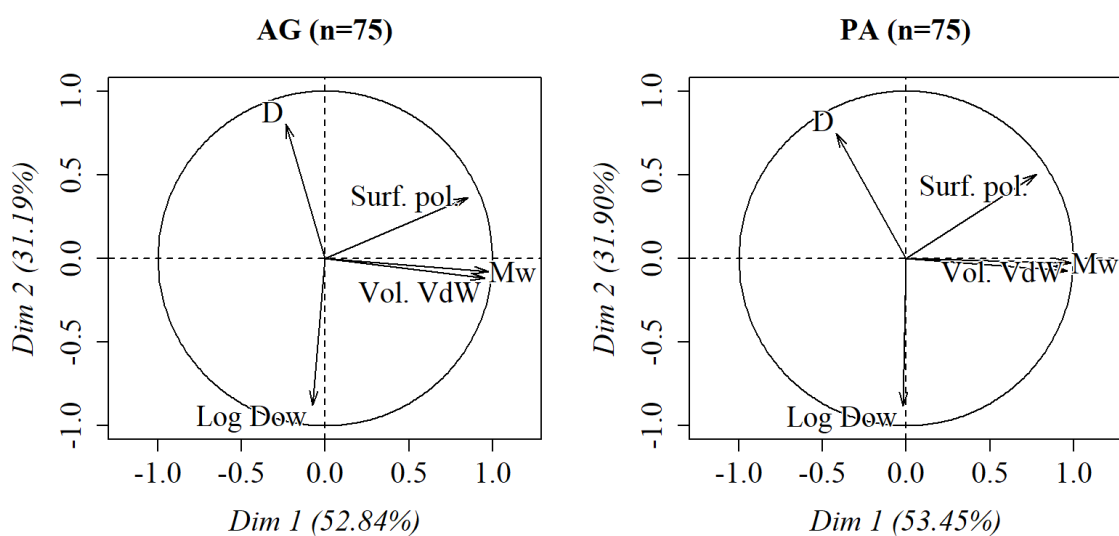 AG (n=75)
Dim 2 (31.19%)
1.0
0.5
0.0
-0.5
-1.0
D
Surf. pol.
Mw
Vol. VdW
Log Dow
-1.0 -0.5 0.0 0.5 1.0
Dim 1 (52.84%)
PA (n=75)
Dim 2 (31.90%)
1.0
0.5
0.0
-0.5
-1.0
D
Surf. pol.
Mw
Vol. VdW
Log Dow
-1.0 -0.5 0.0 0.5 1.0
Dim 1 (53.45%)